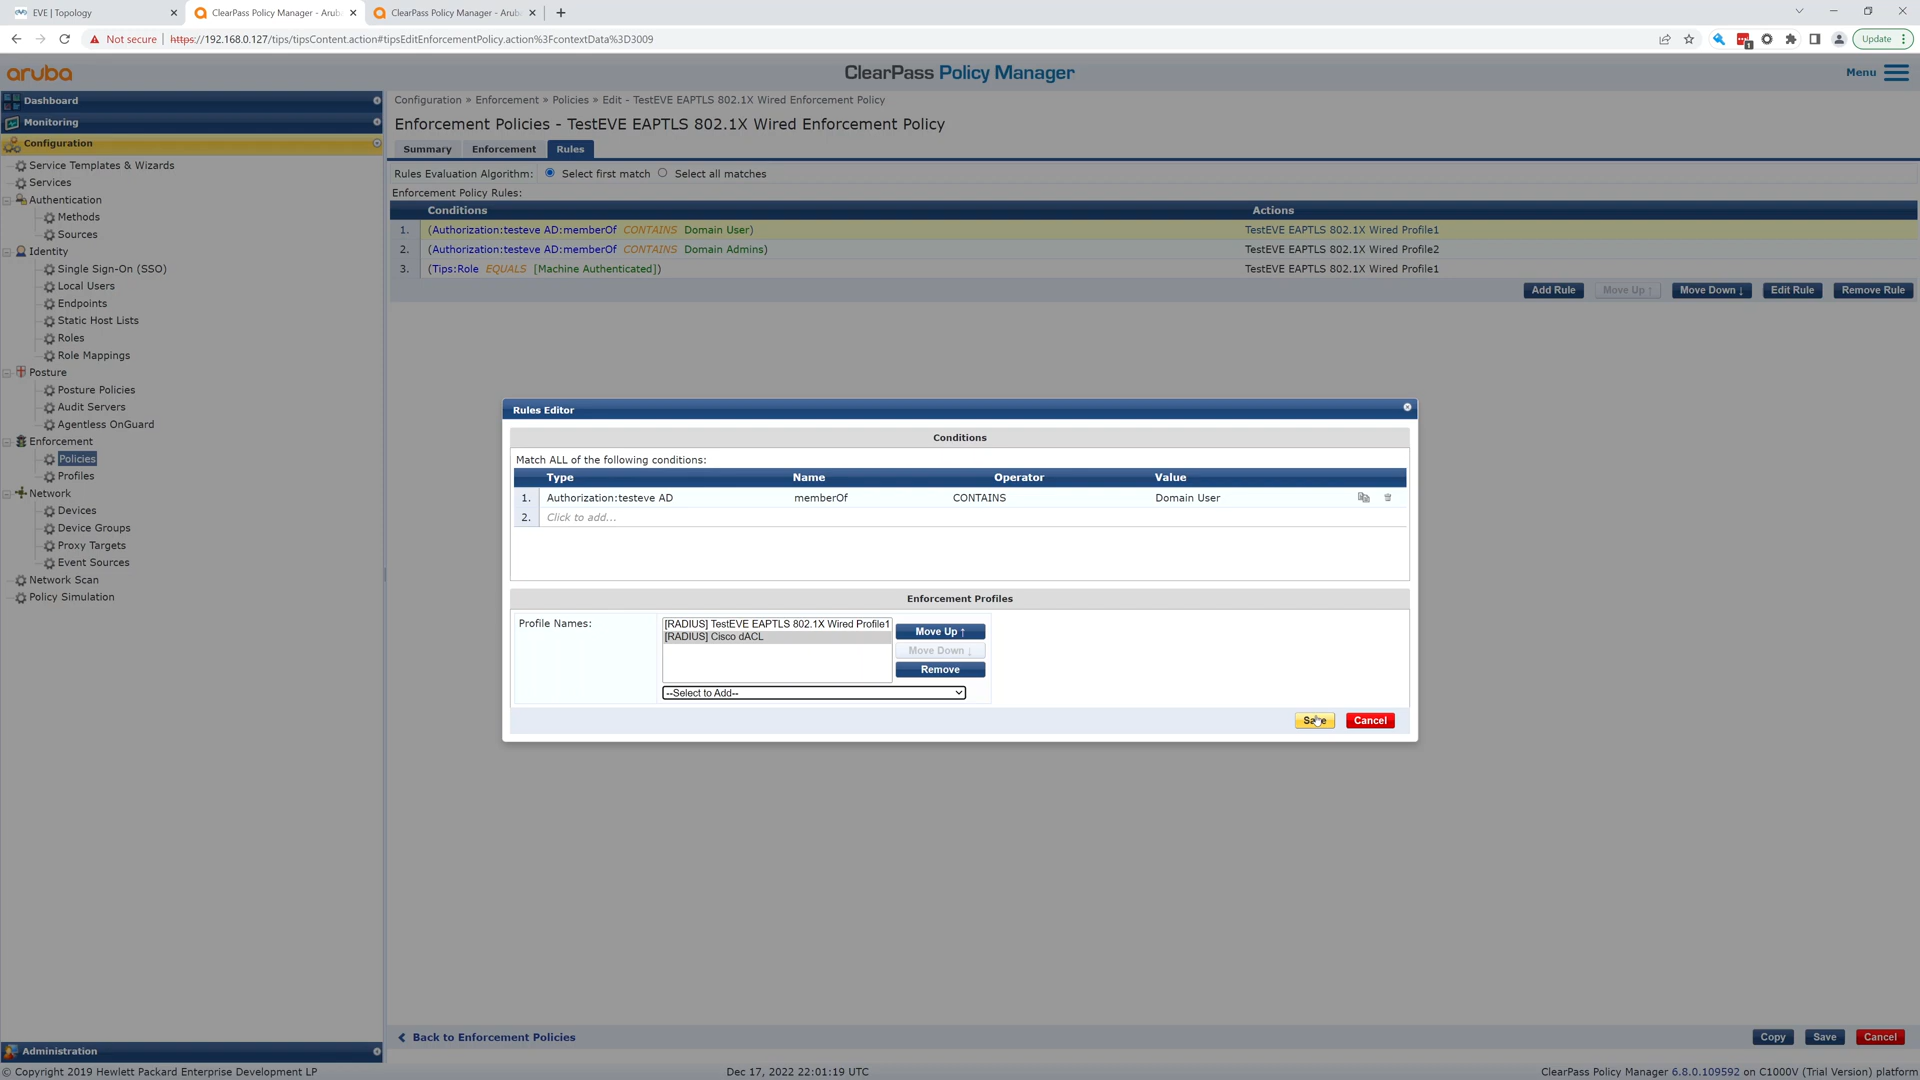 EVE | Topology
ClearPass Policy Manager - Aruba
ClearPass Policy Manager - Aruba
Not secure
https://192.168.0.127/tips/tipsContent.action#tipsEditEnforcementPolicy.action%3FcontextData%3D3009
Update
aruba
ClearPass Policy Manager
Menu
Dashboard
Monitoring
Configuration
Service Templates & Wizards
Services
Authentication
Methods
Sources
Identity
Single Sign-On (SSO)
Local Users
Endpoints
Static Host Lists
Roles
Role Mappings
Posture
Posture Policies
Audit Servers
Agentless OnGuard
Enforcement
Policies
Profiles
Network
Devices
Device Groups
Proxy Targets
Event Sources
Network Scan
Policy Simulation
Administration
Configuration » Enforcement » Policies » Edit - TestEVE EAPTLS 802.1X Wired Enforcement Policy
Enforcement Policies - TestEVE EAPTLS 802.1X Wired Enforcement Policy
Summary Enforcement Rules
Rules Evaluation Algorithm: Select first match Select all matches
Enforcement Policy Rules:
Conditions Actions
1. (Authorization:testeve AD:memberOf CONTAINS Domain User) TestEVE EAPTLS 802.1X Wired Profile1
2. (Authorization:testeve AD:memberOf CONTAINS Domain Admins) TestEVE EAPTLS 802.1X Wired Profile2
3. (Tips:Role EQUALS [Machine Authenticated]) TestEVE EAPTLS 802.1X Wired Profile1
Add Rule Move Up ↑ Move Down ↓ Edit Rule Remove Rule
Rules Editor
Conditions
Match ALL of the following conditions:
Type Name Operator Value
1. Authorization:testeve AD memberOf CONTAINS Domain User
2. Click to add...
Enforcement Profiles
Profile Names:
[RADIUS] TestEVE EAPTLS 802.1X Wired Profile1
[RADIUS] Cisco dACL
Move Up ↑
Move Down ↓
Remove
--Select to Add--
Save Cancel
Back to Enforcement Policies
Copy Save Cancel
© Copyright 2019 Hewlett Packard Enterprise Development LP
Dec 17, 2022 22:01:19 UTC
ClearPass Policy Manager 6.8.0.109592 on C1000V (Trial Version) platform